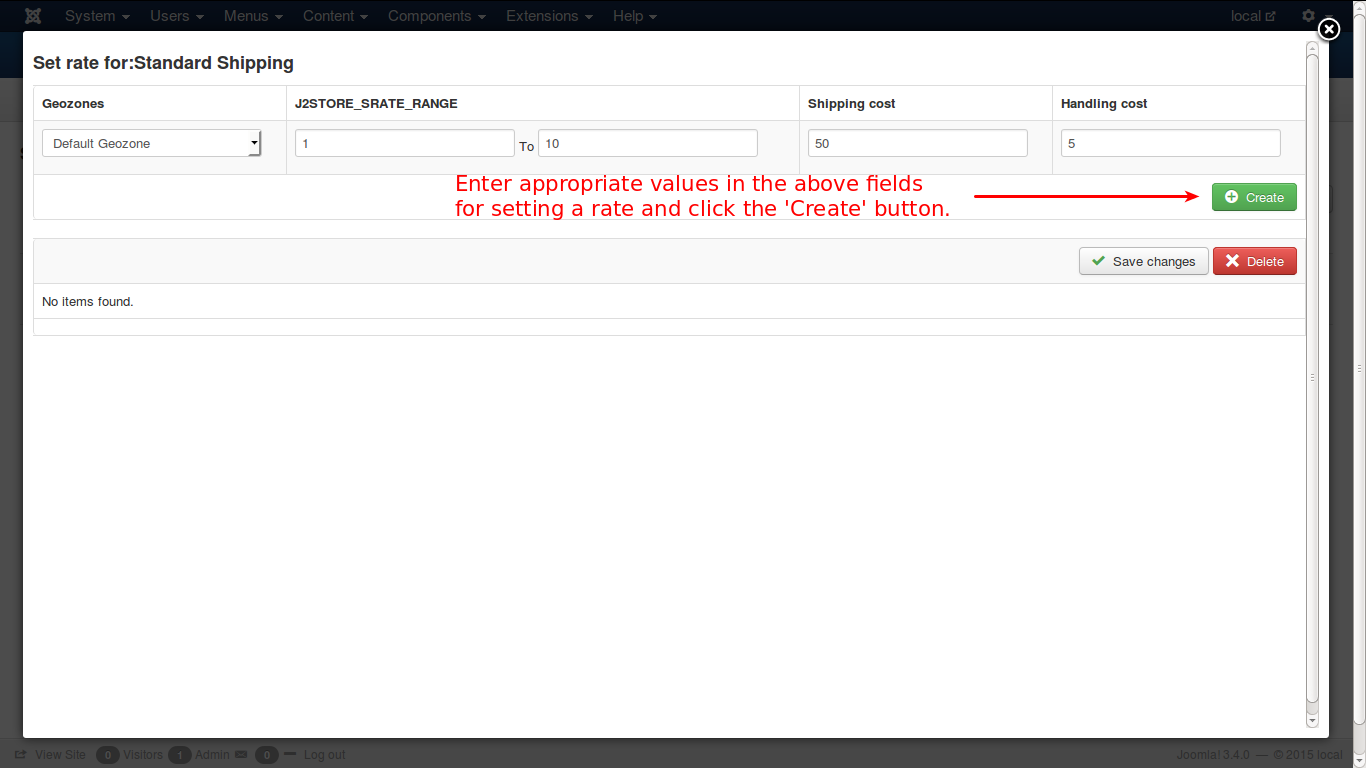 System Users Menus Content Components Extensions Help local
Set rate for:Standard Shipping
Geozones J2STORE_SRATE_RANGE Shipping cost Handling cost
Default Geozone 1 To 10 50 5
Enter appropriate values in the above fields
for setting a rate and click the 'Create' button.
Create
Save changes Delete
No items found.
View Site 0 Visitors 1 Admin 0 Log out Joomla! 3.4.0 — © 2015 local